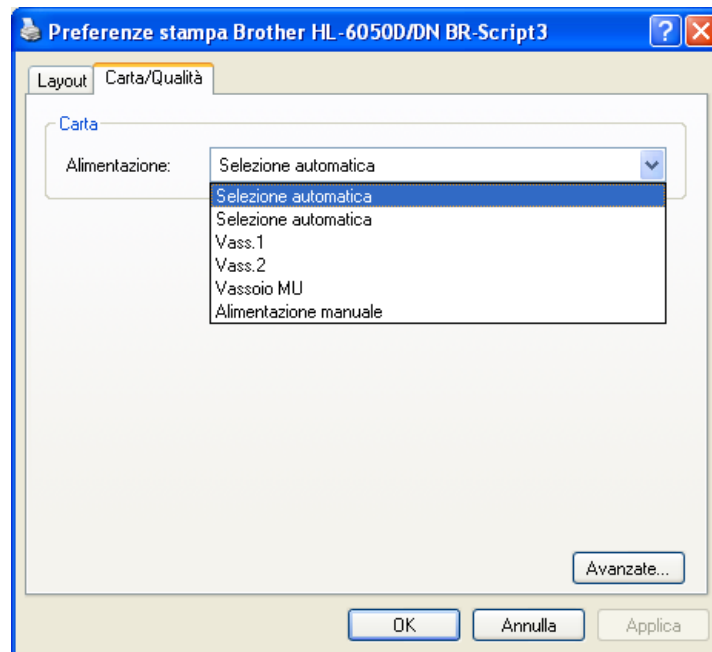 Preferenze stampa Brother HL-6050D/DN BR-Script3
Layout Carta/Qualità
Carta
Alimentazione: Selezione automatica
Selezione automatica
Selezione automatica
Vass.1
Vass.2
Vassoio MU
Alimentazione manuale
Avanzate...
OK Annulla Applica